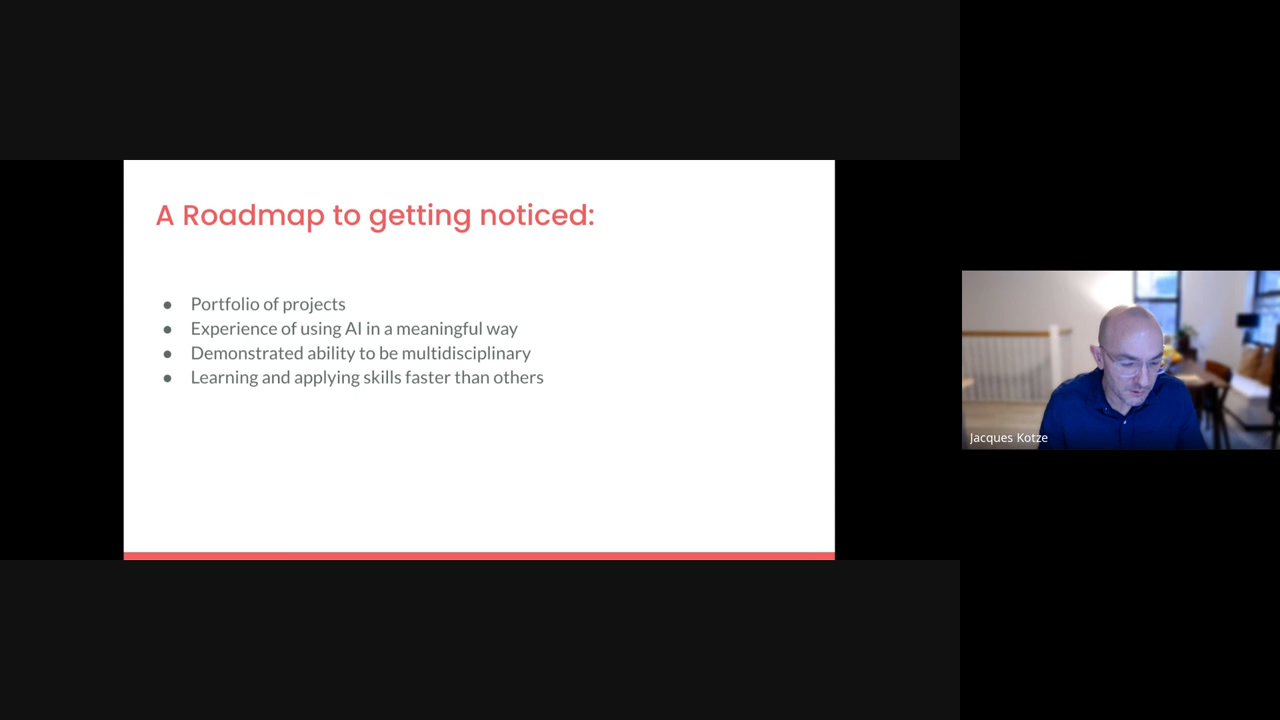 A Roadmap to getting noticed:
● Portfolio of projects
● Experience of using AI in a meaningful way
● Demonstrated ability to be multidisciplinary
● Learning and applying skills faster than others
Jacques Kotze